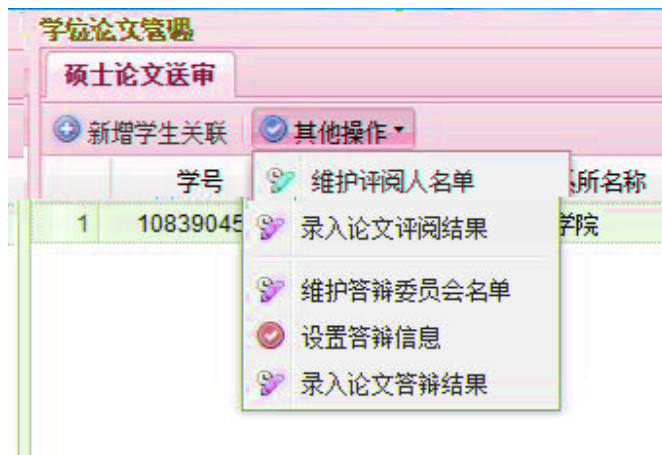 学位论文管理
硕士论文送审
新增学生关联 其他操作
学号 所名称
维护评阅人名单
1 10839045 学院
录入论文评阅结果
维护答辩委员会名单
设置答辩信息
录入论文答辩结果